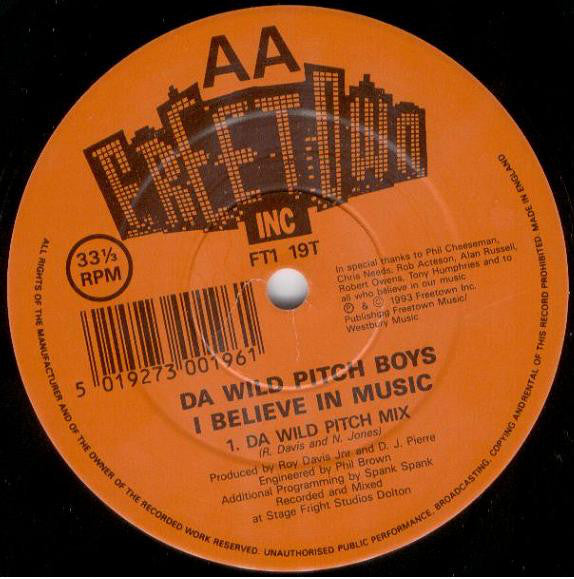 AA
FREETOWN
INC
FT1 19T
33⅓
RPM
In special thanks to Phil Cheeseman,
Chris Needs, Rob Acteson, Alan Russell,
Robert Owens, Tony Humphries and to
all who believe in our music
℗ & © 1993 Freetown Inc.
Publishing Freetown Music/
Westbury Music
5 019273 001961
DA WILD PITCH BOYS
I BELIEVE IN MUSIC
1. DA WILD PITCH MIX
(R. Davis and N. Jones)
Produced by Roy Davis Jnr and D. J. Pierre
Engineered by Phil Brown
Additional Programming by Spank Spank
Recorded and Mixed
at Stage Fright Studios Dolton
ALL RIGHTS OF THE MANUFACTURER AND OF THE OWNER OF THE RECORDED WORK RESERVED. UNAUTHORISED PUBLIC PERFORMANCE, BROADCASTING, COPYING AND RENTAL OF THIS RECORD PROHIBITED MADE IN ENGLAND